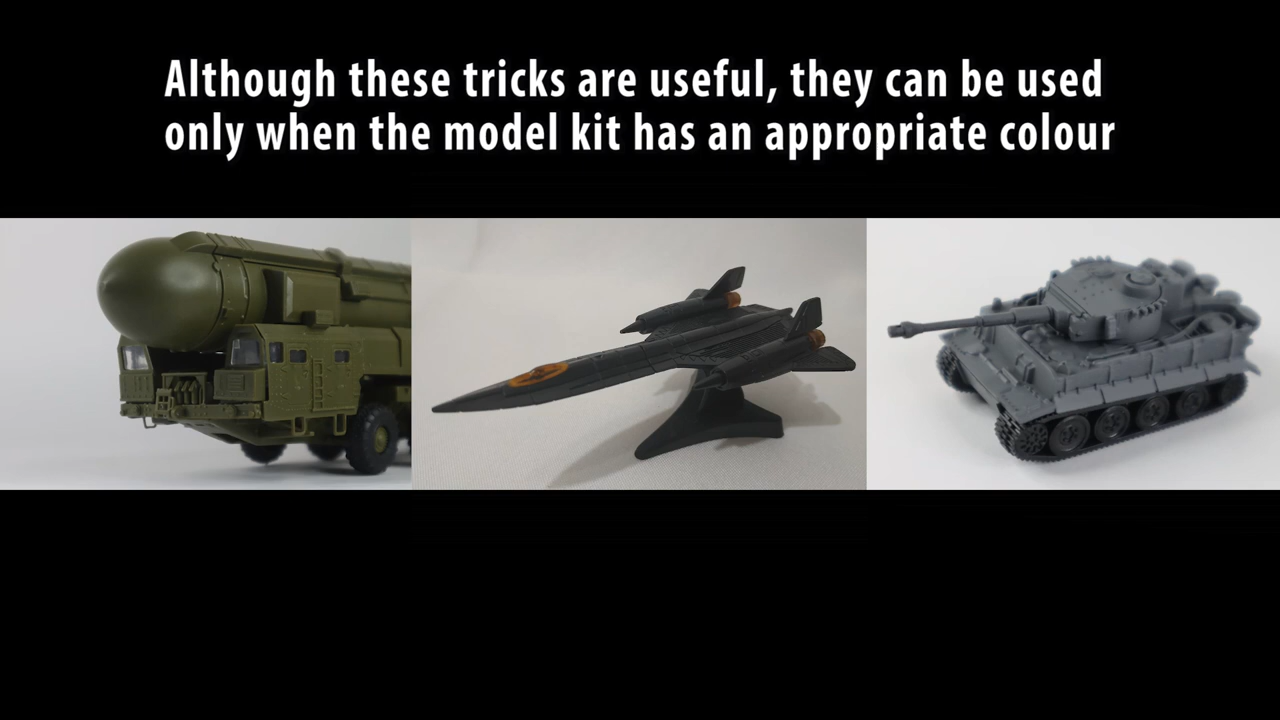 Although these tricks are useful, they can be used
only when the model kit has an appropriate colour